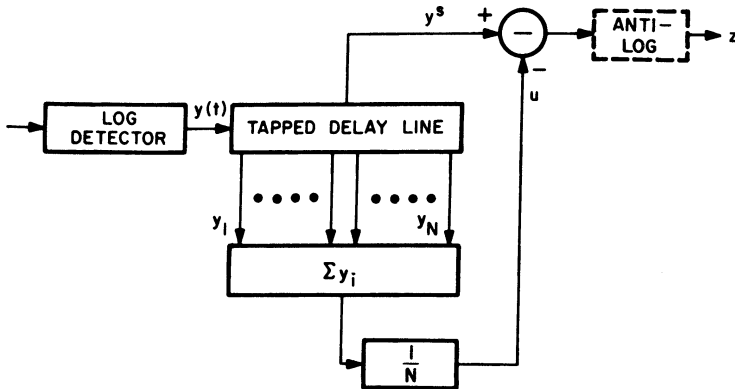 y^s
+
−
ANTI-
LOG
z
−
u
LOG
DETECTOR
y(t)
TAPPED DELAY LINE
y_1
y_N
Σy_i
1
N